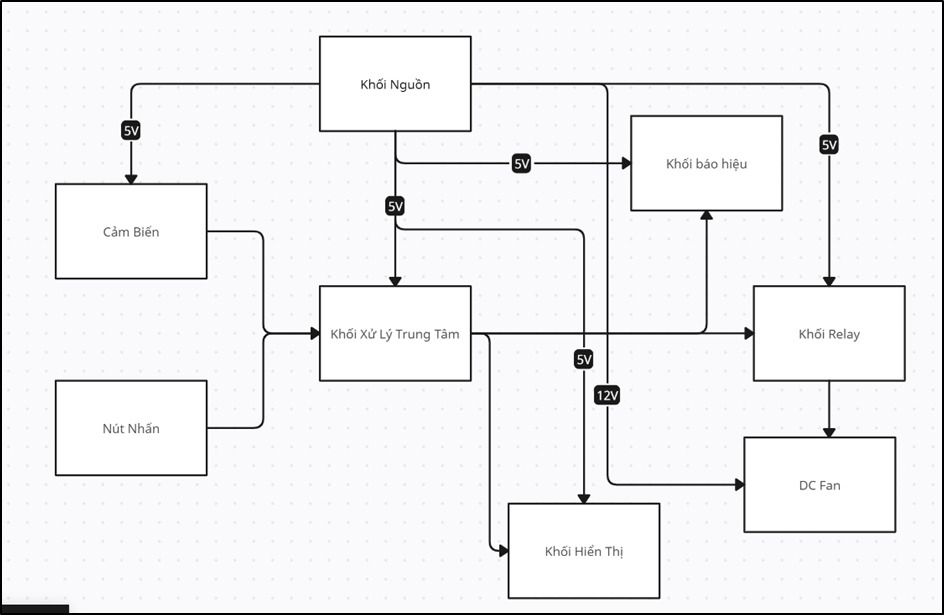 Khối Nguồn
5V
5V
Khối báo hiệu
5V
5V
Cảm Biến
Khối Xử Lý Trung Tâm
Khối Relay
5V
12V
Nút Nhấn
DC Fan
Khối Hiển Thị